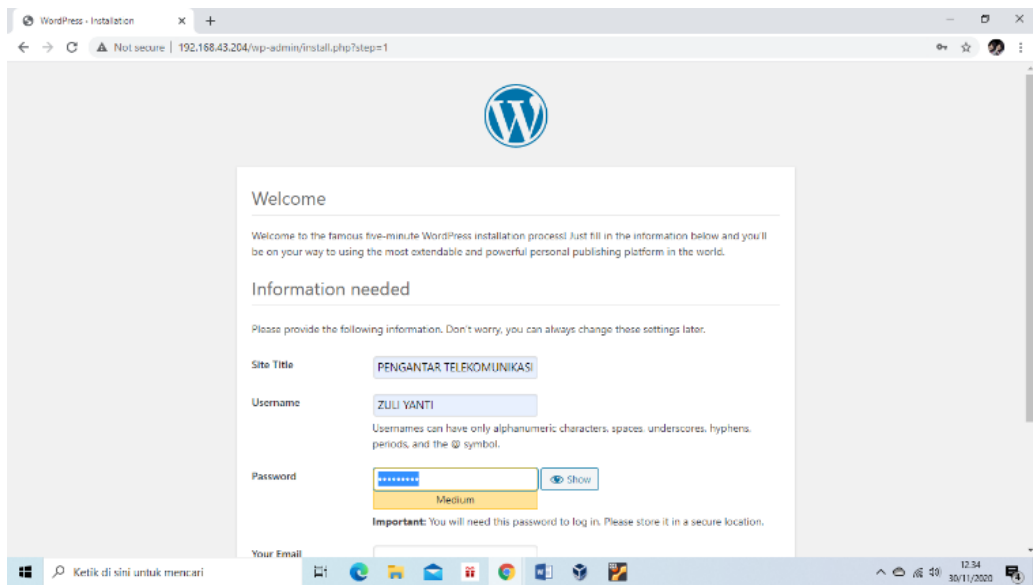 WordPress › Installation
Not secure | 192.168.43.204/wp-admin/install.php?step=1
Welcome
Welcome to the famous five-minute WordPress installation process! Just fill in the information below and you'll
be on your way to using the most extendable and powerful personal publishing platform in the world.
Information needed
Please provide the following information. Don't worry, you can always change these settings later.
Site Title
PENGANTAR TELEKOMUNIKASI
Username
ZULI YANTI
Usernames can have only alphanumeric characters, spaces, underscores, hyphens,
periods, and the @ symbol.
Password
•••••••••
Show
Medium
Important: You will need this password to log in. Please store it in a secure location.
Your Email
Ketik di sini untuk mencari
12.34
30/11/2020